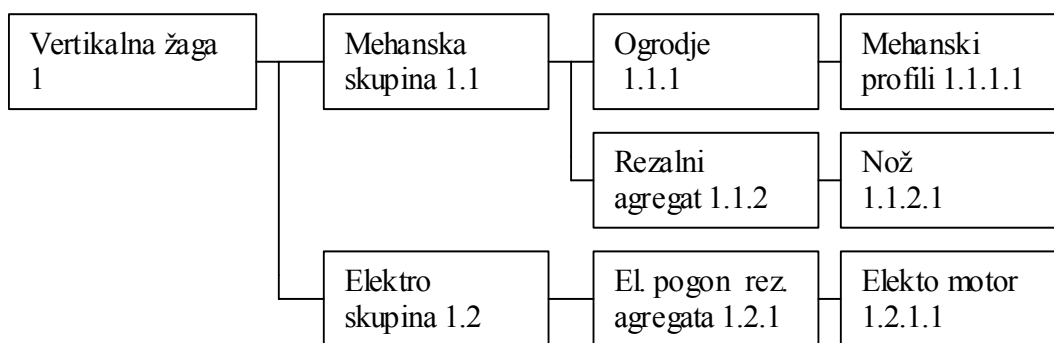 Vertikalna žaga
1
Mehanska
skupina 1.1
Ogrodje
1.1.1
Mehanski
profili 1.1.1.1
Rezalni
agregat 1.1.2
Nož
1.1.2.1
Elektro
skupina 1.2
El. pogon rez.
agregata 1.2.1
Elekto motor
1.2.1.1